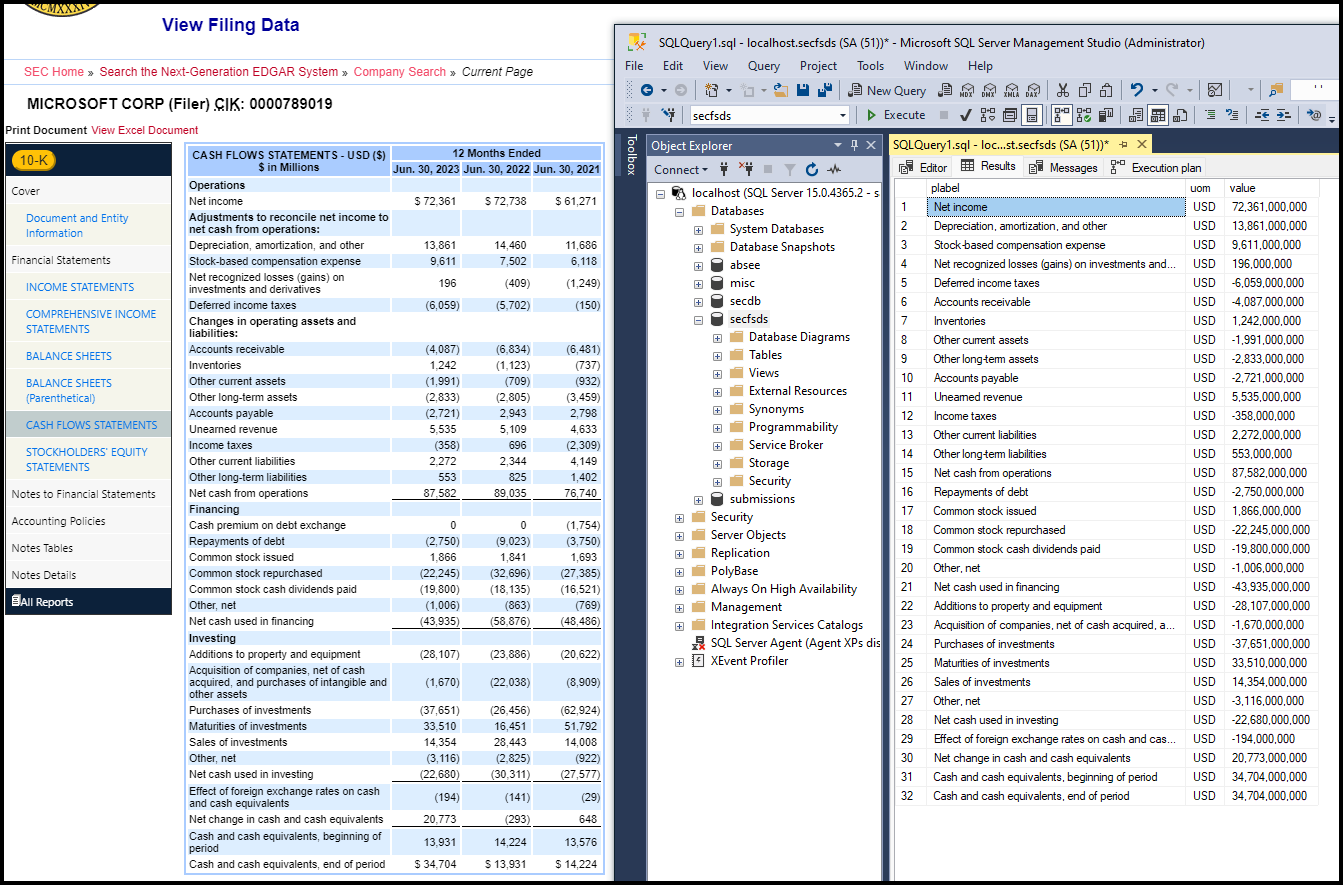 MCMXXXIV
View Filing Data
SEC Home » Search the Next-Generation EDGAR System » Company Search » Current Page
MICROSOFT CORP (Filer) CIK: 0000789019
Print Document View Excel Document
10-K
Cover
Document and Entity
Information
Financial Statements
INCOME STATEMENTS
COMPREHENSIVE INCOME
STATEMENTS
BALANCE SHEETS
BALANCE SHEETS
(Parenthetical)
CASH FLOWS STATEMENTS
STOCKHOLDERS' EQUITY
STATEMENTS
Notes to Financial Statements
Accounting Policies
Notes Tables
Notes Details
All Reports
CASH FLOWS STATEMENTS - USD ($)
$ in Millions
12 Months Ended
Jun. 30, 2023 Jun. 30, 2022 Jun. 30, 2021
Operations
Net income $ 72,361 $ 72,738 $ 61,271
Adjustments to reconcile net income to
net cash from operations:
Depreciation, amortization, and other 13,861 14,460 11,686
Stock-based compensation expense 9,611 7,502 6,118
Net recognized losses (gains) on
investments and derivatives 196 (409) (1,249)
Deferred income taxes (6,059) (5,702) (150)
Changes in operating assets and
liabilities:
Accounts receivable (4,087) (6,834) (6,481)
Inventories 1,242 (1,123) (737)
Other current assets (1,991) (709) (932)
Other long-term assets (2,833) (2,805) (3,459)
Accounts payable (2,721) 2,943 2,798
Unearned revenue 5,535 5,109 4,633
Income taxes (358) 696 (2,309)
Other current liabilities 2,272 2,344 4,149
Other long-term liabilities 553 825 1,402
Net cash from operations 87,582 89,035 76,740
Financing
Cash premium on debt exchange 0 0 (1,754)
Repayments of debt (2,750) (9,023) (3,750)
Common stock issued 1,866 1,841 1,693
Common stock repurchased (22,245) (32,696) (27,385)
Common stock cash dividends paid (19,800) (18,135) (16,521)
Other, net (1,006) (863) (769)
Net cash used in financing (43,935) (58,876) (48,486)
Investing
Additions to property and equipment (28,107) (23,886) (20,622)
Acquisition of companies, net of cash
acquired, and purchases of intangible and
other assets (1,670) (22,038) (8,909)
Purchases of investments (37,651) (26,456) (62,924)
Maturities of investments 33,510 16,451 51,792
Sales of investments 14,354 28,443 14,008
Other, net (3,116) (2,825) (922)
Net cash used in investing (22,680) (30,311) (27,577)
Effect of foreign exchange rates on cash
and cash equivalents (194) (141) (29)
Net change in cash and cash equivalents 20,773 (293) 648
Cash and cash equivalents, beginning of
period 13,931 14,224 13,576
Cash and cash equivalents, end of period $ 34,704 $ 13,931 $ 14,224
SQLQuery1.sql - localhost.secfsds (SA (51))* - Microsoft SQL Server Management Studio (Administrator)
File Edit View Query Project Tools Window Help
New Query MDX DMX XMLA DAX
secfsds Execute
Toolbox
Object Explorer
Connect
localhost (SQL Server 15.0.4365.2 - s
Databases
System Databases
Database Snapshots
absee
misc
secdb
secfsds
Database Diagrams
Tables
Views
External Resources
Synonyms
Programmability
Service Broker
Storage
Security
submissions
Security
Server Objects
Replication
PolyBase
Always On High Availability
Management
Integration Services Catalogs
SQL Server Agent (Agent XPs dis
XEvent Profiler
SQLQuery1.sql - loc...st.secfsds (SA (51))*
Editor Results Messages Execution plan
plabel uom value
1 Net income USD 72,361,000,000
2 Depreciation, amortization, and other USD 13,861,000,000
3 Stock-based compensation expense USD 9,611,000,000
4 Net recognized losses (gains) on investments and... USD 196,000,000
5 Deferred income taxes USD -6,059,000,000
6 Accounts receivable USD -4,087,000,000
7 Inventories USD 1,242,000,000
8 Other current assets USD -1,991,000,000
9 Other long-term assets USD -2,833,000,000
10 Accounts payable USD -2,721,000,000
11 Unearned revenue USD 5,535,000,000
12 Income taxes USD -358,000,000
13 Other current liabilities USD 2,272,000,000
14 Other long-term liabilities USD 553,000,000
15 Net cash from operations USD 87,582,000,000
16 Repayments of debt USD -2,750,000,000
17 Common stock issued USD 1,866,000,000
18 Common stock repurchased USD -22,245,000,000
19 Common stock cash dividends paid USD -19,800,000,000
20 Other, net USD -1,006,000,000
21 Net cash used in financing USD -43,935,000,000
22 Additions to property and equipment USD -28,107,000,000
23 Acquisition of companies, net of cash acquired, a... USD -1,670,000,000
24 Purchases of investments USD -37,651,000,000
25 Maturities of investments USD 33,510,000,000
26 Sales of investments USD 14,354,000,000
27 Other, net USD -3,116,000,000
28 Net cash used in investing USD -22,680,000,000
29 Effect of foreign exchange rates on cash and cas... USD -194,000,000
30 Net change in cash and cash equivalents USD 20,773,000,000
31 Cash and cash equivalents, beginning of period USD 34,704,000,000
32 Cash and cash equivalents, end of period USD 34,704,000,000